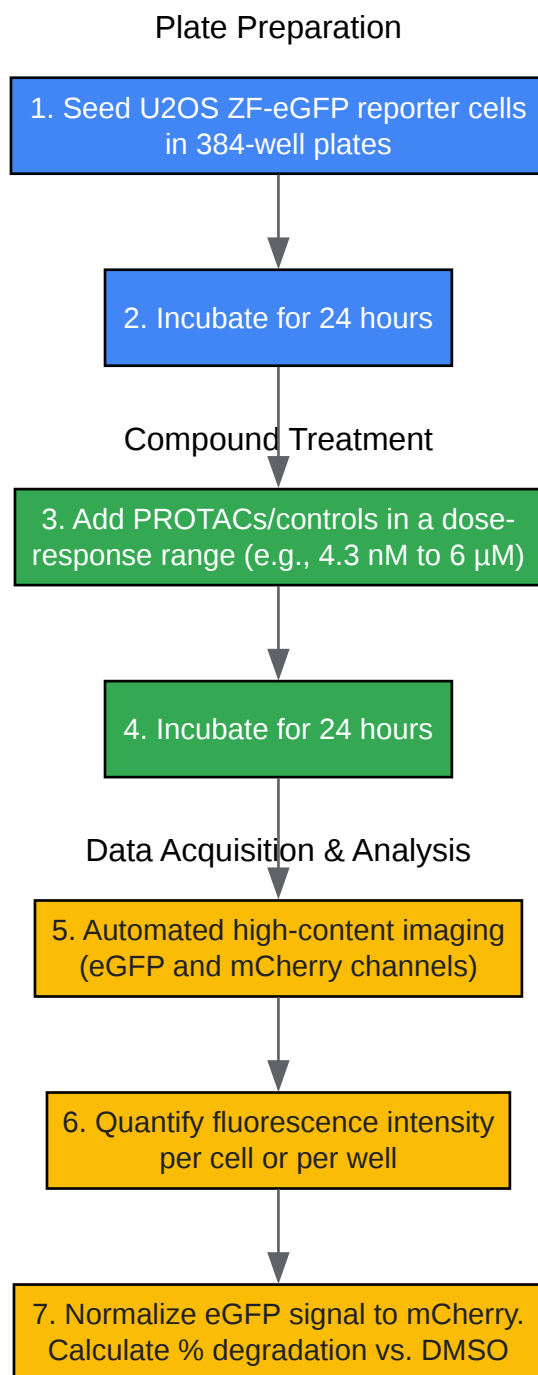 Plate Preparation
1. Seed U2OS ZF-eGFP reporter cells
in 384-well plates
2. Incubate for 24 hours
Compound Treatment
3. Add PROTACs/controls in a dose-
response range (e.g., 4.3 nM to 6 µM)
4. Incubate for 24 hours
Data Acquisition & Analysis
5. Automated high-content imaging
(eGFP and mCherry channels)
6. Quantify fluorescence intensity
per cell or per well
7. Normalize eGFP signal to mCherry.
Calculate % degradation vs. DMSO